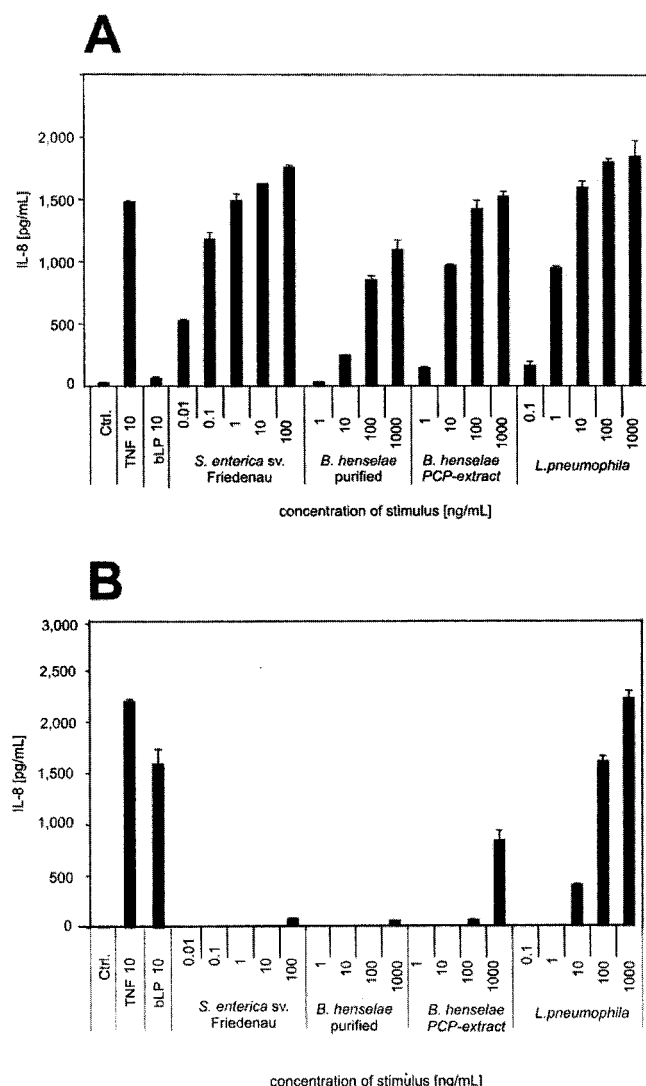 A
IL-8 [pg/mL]
2,000
1,500
1,000
500
0
Ctrl.
TNF 10
bLP 10
0.01
0.1
1
10
100
1
10
100
1000
1
10
100
1000
0.1
1
10
100
1000
S. enterica sv.
Friedenau
B. henselae
purified
B. henselae
PCP-extract
L.pneumophila
concentration of stimulus [ng/mL]
B
IL-8 [pg/mL]
3,000
2,500
2,000
1,500
1,000
500
0
Ctrl.
TNF 10
bLP 10
0.01
0.1
1
10
100
1
10
100
1000
1
10
100
1000
0.1
1
10
100
1000
S. enterica sv.
Friedenau
B. henselae
purified
B. henselae
PCP-extract
L.pneumophila
concentration of stimulus [ng/mL]